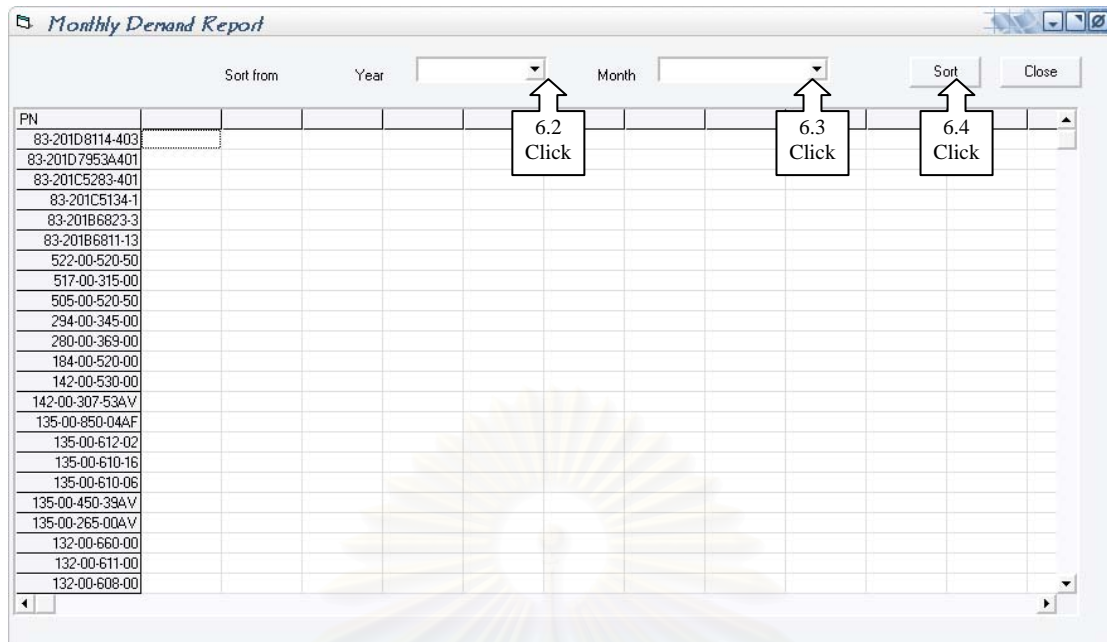 Monthly Demand Report
Sort from Year Month Sort Close
6.2 Click
6.3 Click
6.4 Click
PN
83-201D8114-403
83-201D7953A401
83-201C5283-401
83-201C5134-1
83-201B6823-3
83-201B6811-13
522-00-520-50
517-00-315-00
505-00-520-50
294-00-345-00
280-00-369-00
184-00-520-00
142-00-530-00
142-00-307-53AV
135-00-850-04AF
135-00-612-02
135-00-610-16
135-00-610-06
135-00-450-39AV
135-00-265-00AV
132-00-660-00
132-00-611-00
132-00-608-00